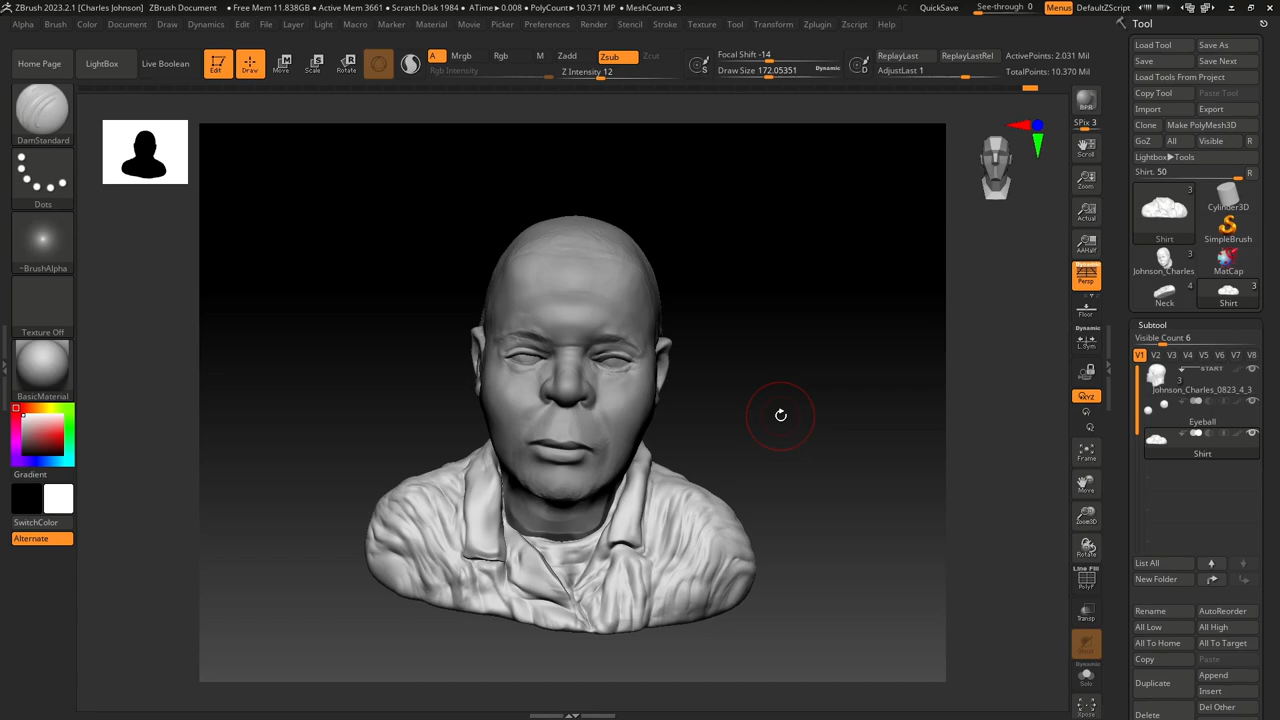 ZBrush 2023.2.1 [Charles Johnson] ZBrush Document ● Free Mem 11.838GB ● Active Mem 3661 ● Scratch Disk 1984 ● ATime▶0.008 ● PolyCount▶10.371 MP ● MeshCount▶3 AC QuickSave See-through 0 Menus DefaultZScript
Alpha Brush Color Document Draw Dynamics Edit File Layer Light Macro Marker Material Movie Picker Preferences Render Stencil Stroke Texture Tool Transform Zplugin Zscript Help
Tool
Home Page LightBox Live Boolean
Edit Draw Move Scale Rotate
A Mrgb Rgb M Zadd Zsub Zcut
Rgb Intensity Z Intensity 12
Focal Shift -14
Draw Size 172.05351 Dynamic
S D
ReplayLast ReplayLastRel ActivePoints: 2.031 Mil
AdjustLast 1 TotalPoints: 10.370 Mil
DamStandard
Dots
~BrushAlpha
Texture Off
BasicMaterial
Gradient
SwitchColor
Alternate
BPR
SPix 3
Scroll
Zoom
Actual
AAHalf
Dynamic
Persp
Floor
Dynamic
L.Sym
XYZ
Frame
Move
Zoom3D
Rotate
Line Fill
PolyF
Transp
Dynamic
Solo
Xpose
Load Tool Save As
Save Save Next
Load Tools From Project
Copy Tool Paste Tool
Import Export
Clone Make PolyMesh3D
GoZ All Visible R
Lightbox▶Tools
Shirt. 50 R
3
Shirt Cylinder3D
SimpleBrush
3
Johnson_Charles MatCap
4 3
Neck Shirt
Subtool
Visible Count 6
V1 V2 V3 V4 V5 V6 V7 V8
START
3
Johnson_Charles_0823_4_3
Eyeball
Shirt
List All
New Folder
Rename AutoReorder
All Low All High
All To Home All To Target
Copy Paste
Duplicate Append
Insert
Delete Del Other